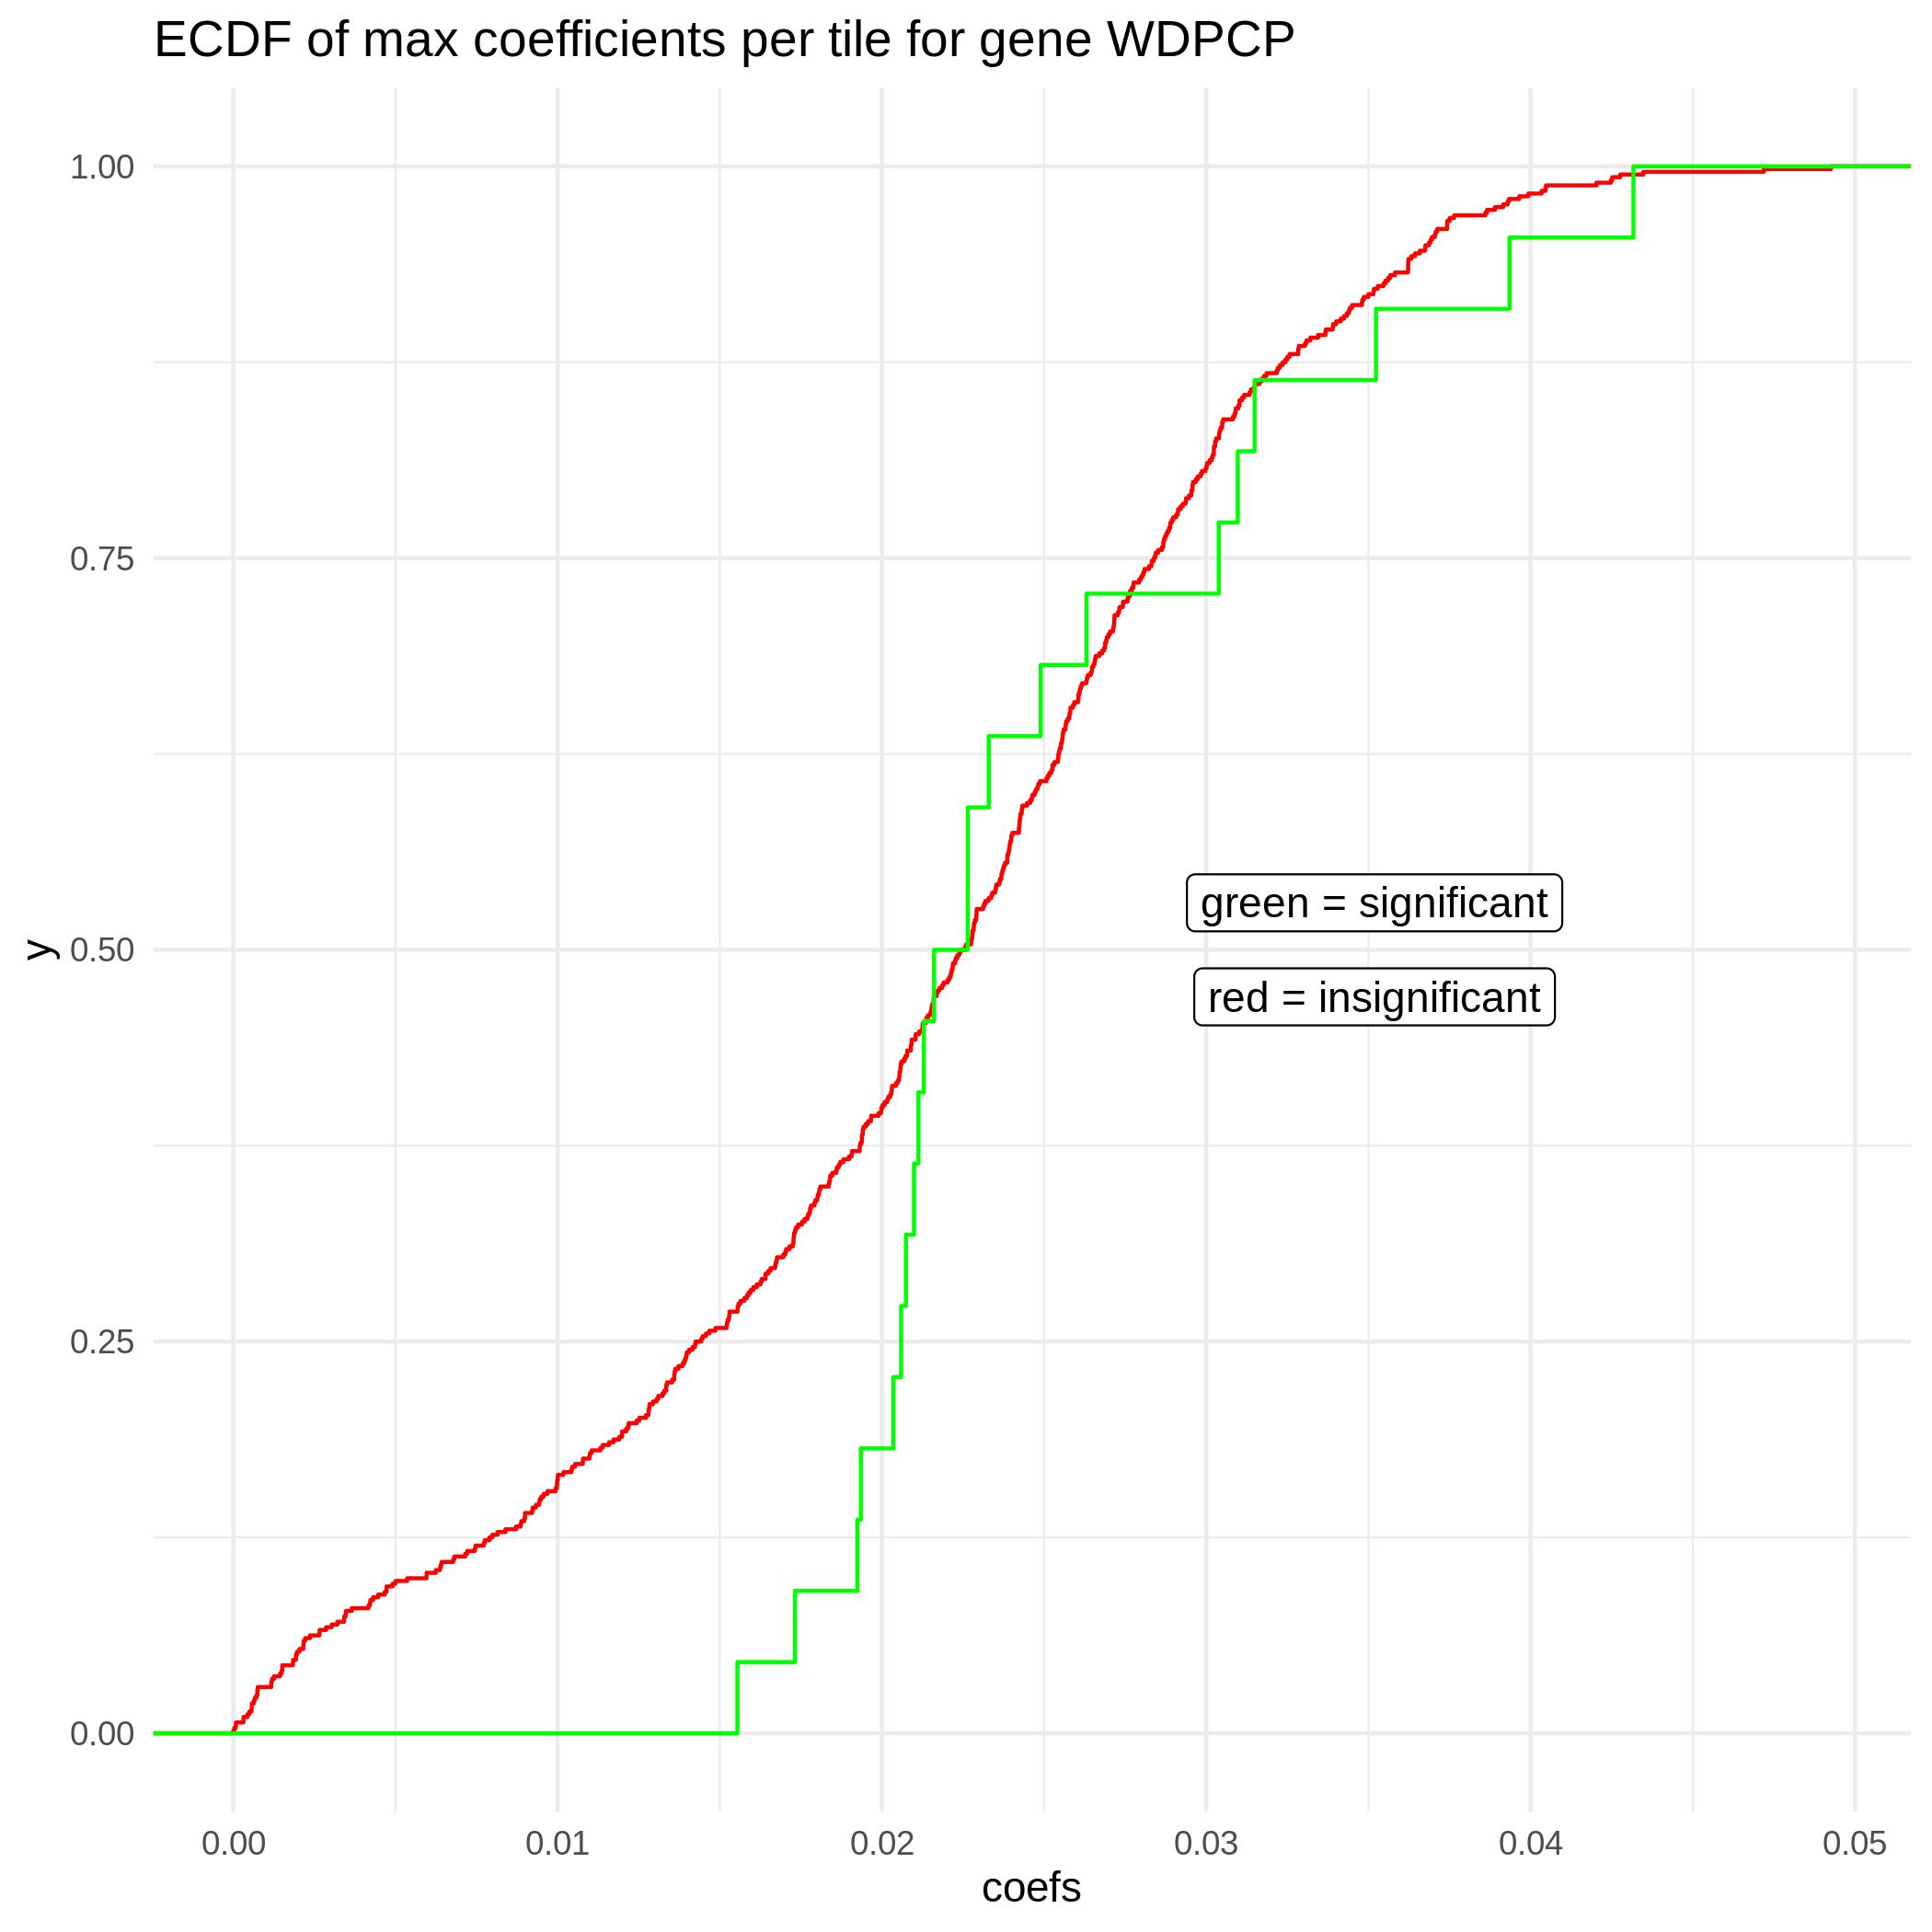 ECDF of max coefficients per tile for gene WDPCP
1.00
0.75
0.50
0.25
0.00
y
green = significant
red = insignificant
0.00 0.01 0.02 0.03 0.04 0.05
coefs